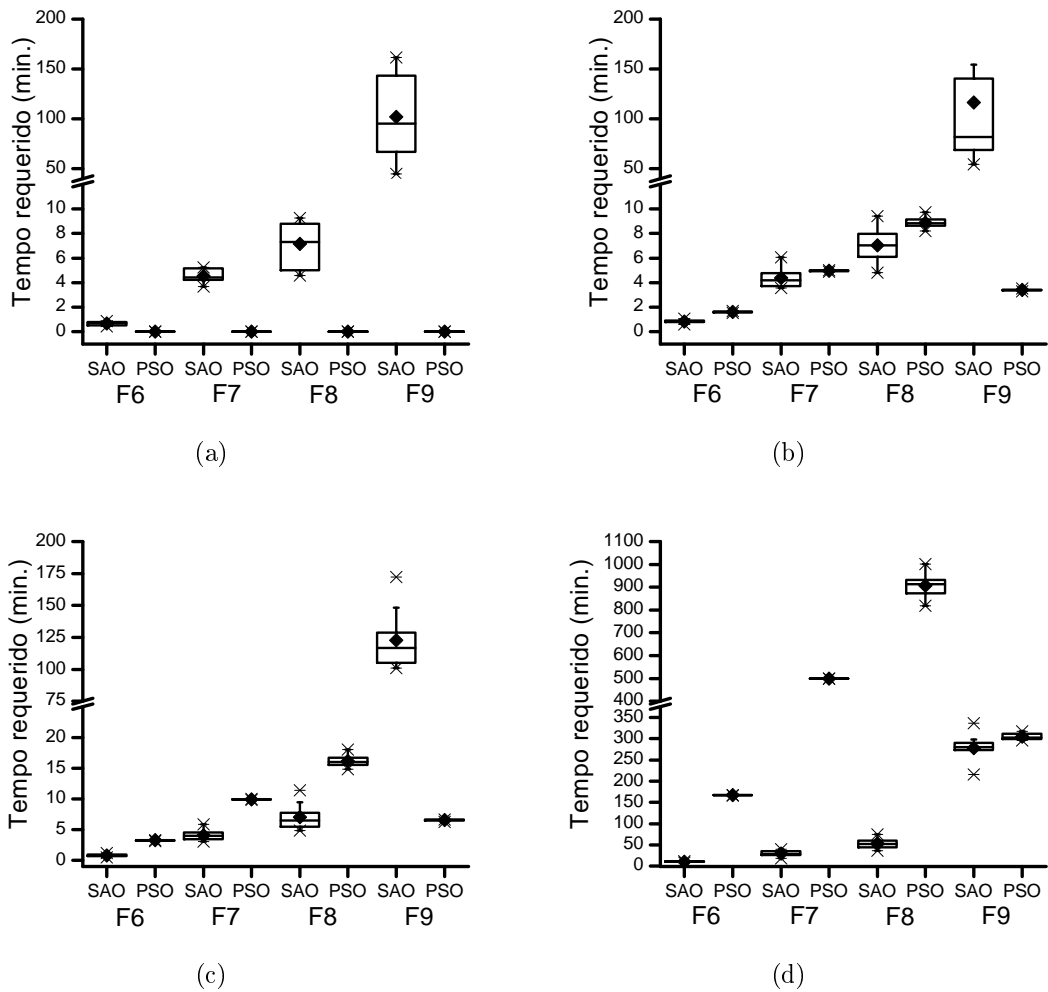 200
150
100
50
10
8
6
4
2
0
Tempo requerido (min.)
SAO PSO SAO PSO SAO PSO SAO PSO
F6 F7 F8 F9
(a)
200
150
100
50
10
8
6
4
2
0
Tempo requerido (min.)
SAO PSO SAO PSO SAO PSO SAO PSO
F6 F7 F8 F9
(b)
200
175
150
125
100
75
20
15
10
5
0
Tempo requerido (min.)
SAO PSO SAO PSO SAO PSO SAO PSO
F6 F7 F8 F9
(c)
1100
1000
900
800
700
600
500
400
350
300
250
200
150
100
50
0
Tempo requerido (min.)
SAO PSO SAO PSO SAO PSO SAO PSO
F6 F7 F8 F9
(d)